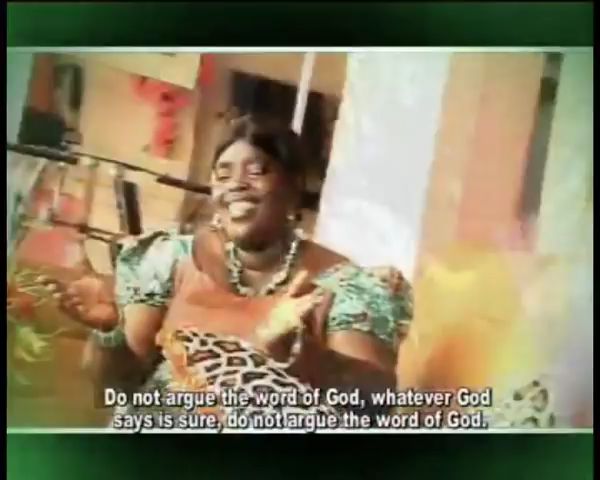 Do not argue the word of God, whatever God
says is sure, do not argue the word of God.